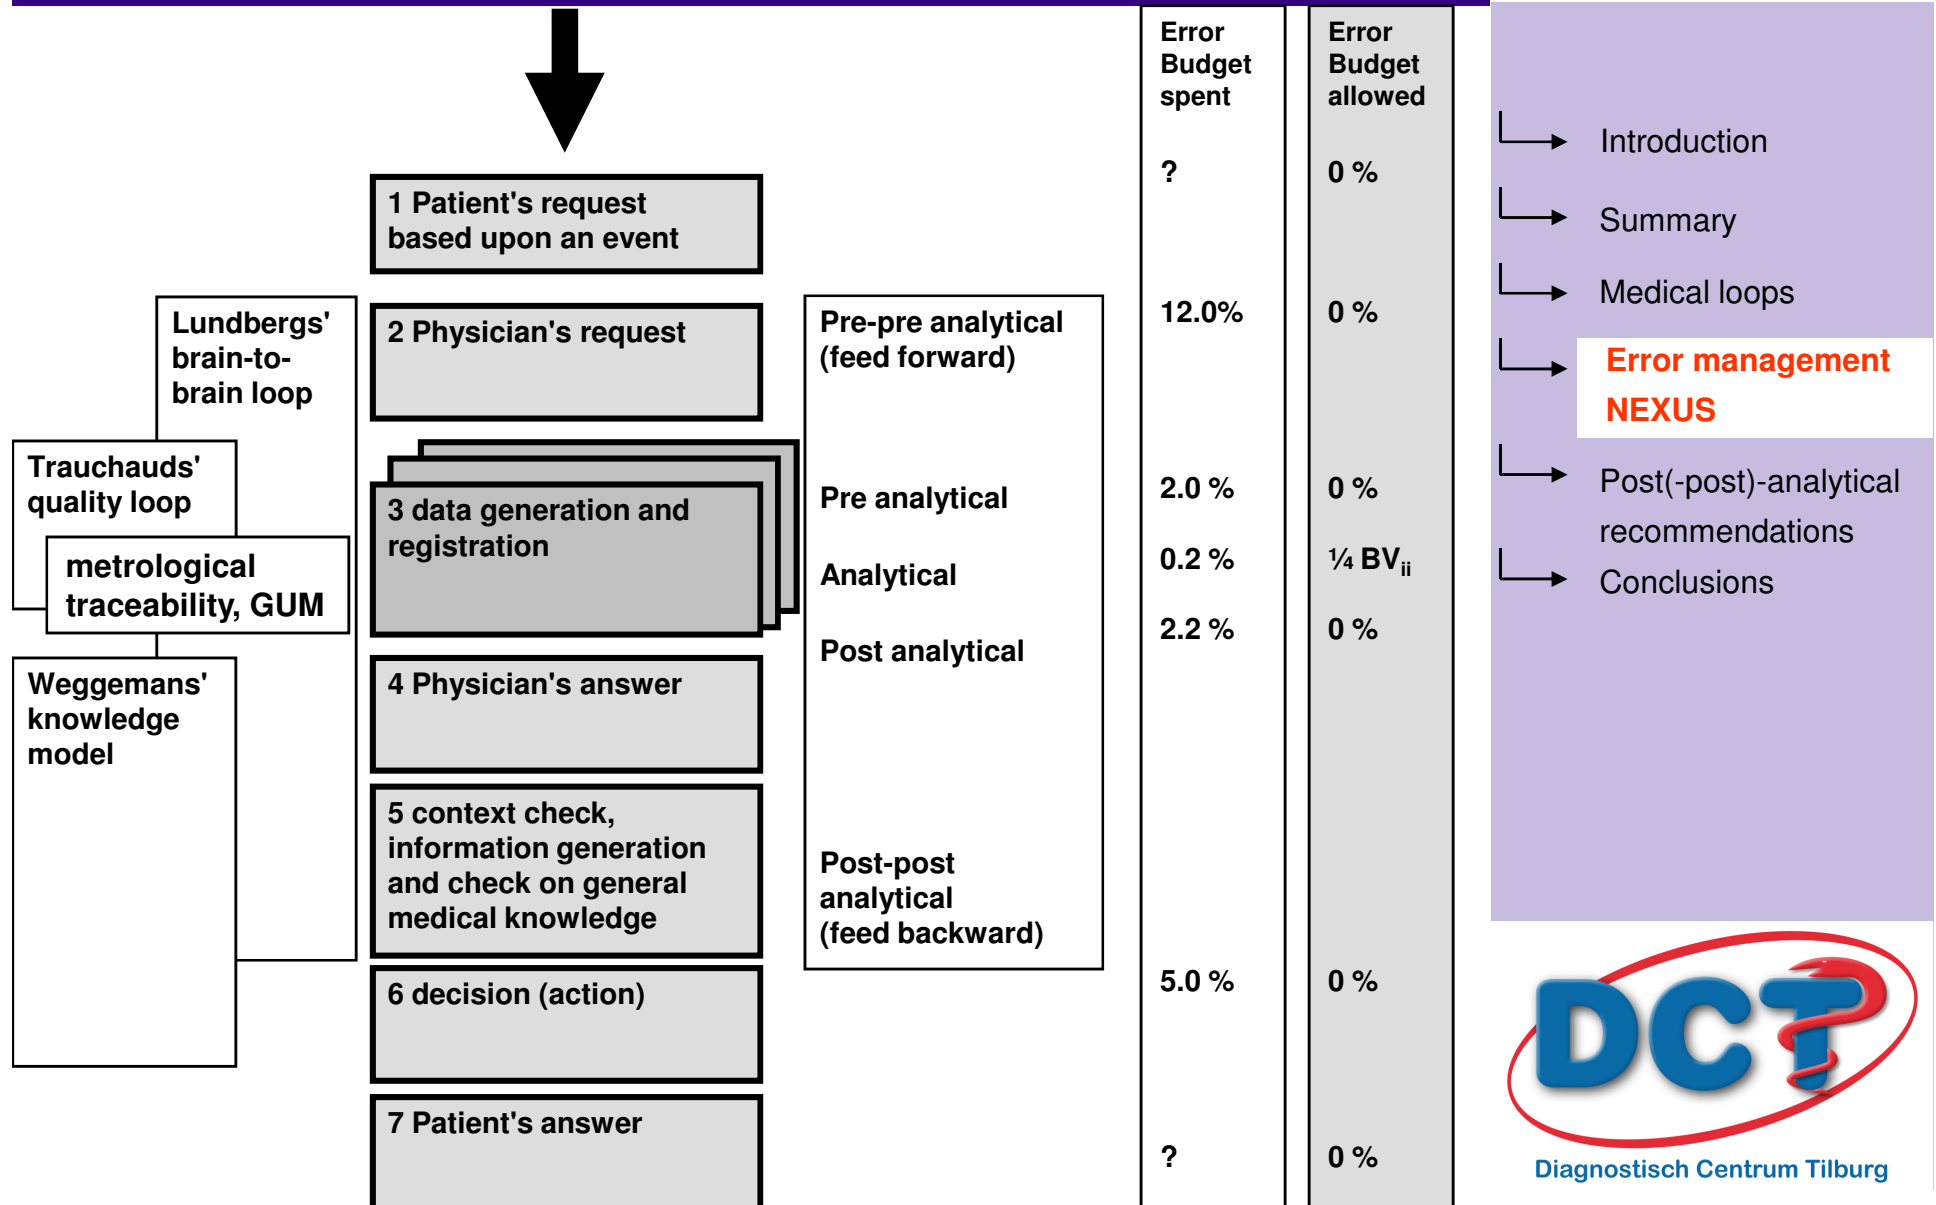 1 Patient's request
based upon an event
Lundbergs'
brain-to-
brain loop
2 Physician's request
Trauchauds'
quality loop
metrological
traceability, GUM
3 data generation and
registration
Weggemans'
knowledge
model
4 Physician's answer
5 context check,
information generation
and check on general
medical knowledge
6 decision (action)
7 Patient's answer
Pre-pre analytical
(feed forward)
Pre analytical
Analytical
Post analytical
Post-post
analytical
(feed backward)
Error
Budget
spent
?
12.0%
2.0 %
0.2 %
2.2 %
5.0 %
?
Error
Budget
allowed
0 %
0 %
0 %
¼ BVii
0 %
0 %
0 %
Introduction
Summary
Medical loops
Error management
NEXUS
Post(-post)-analytical
recommendations
Conclusions
DCT
Diagnostisch Centrum Tilburg